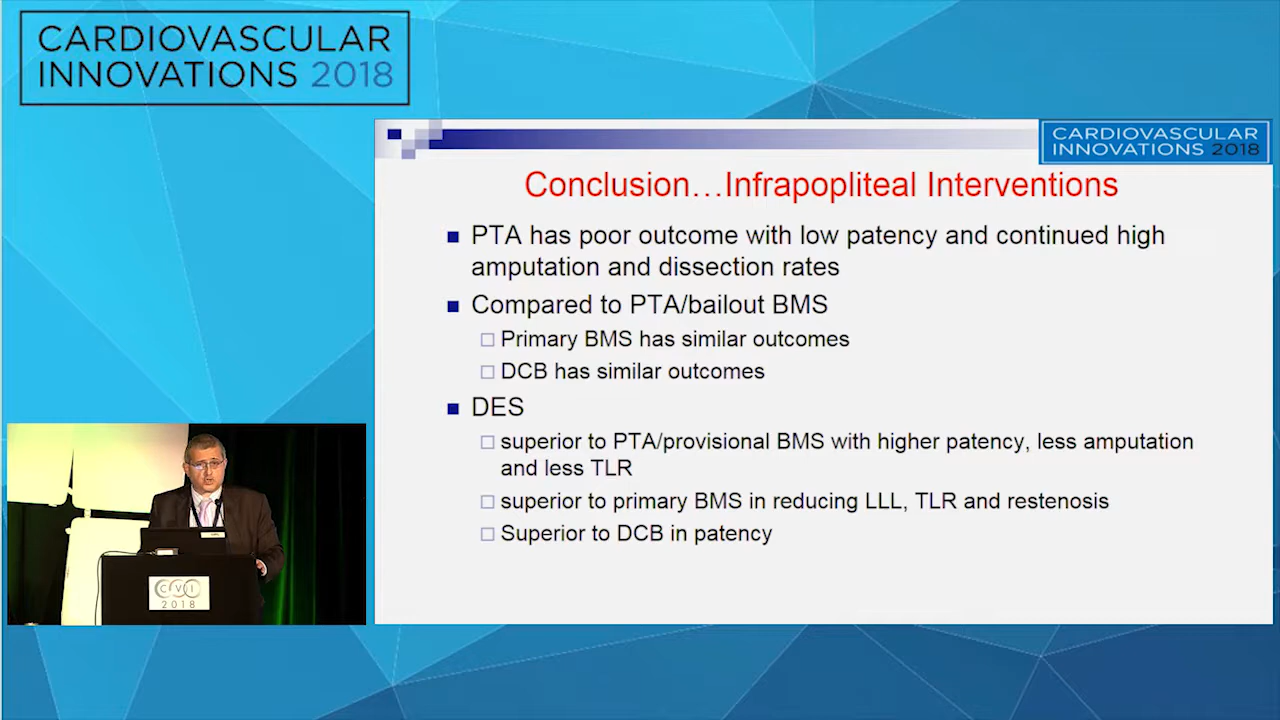 CARDIOVASCULAR
INNOVATIONS 2018
CARDIOVASCULAR
INNOVATIONS 2018
Conclusion…Infrapopliteal Interventions
PTA has poor outcome with low patency and continued high
amputation and dissection rates
Compared to PTA/bailout BMS
Primary BMS has similar outcomes
DCB has similar outcomes
DES
superior to PTA/provisional BMS with higher patency, less amputation
and less TLR
superior to primary BMS in reducing LLL, TLR and restenosis
Superior to DCB in patency
CVI
2018